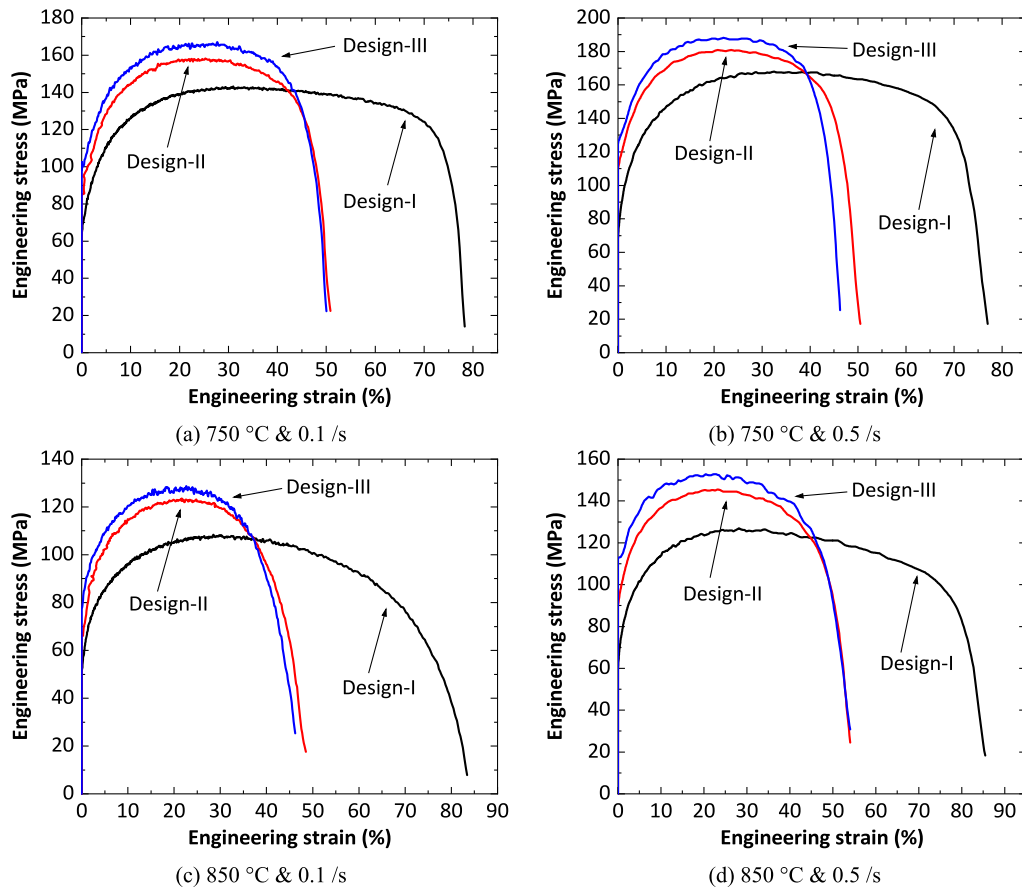 Engineering stress (MPa)
200
180
160
140
120
100
80
60
40
20
0
Design-III
Design-II
Design-I
0 10 20 30 40 50 60 70 80
Engineering strain (%)
(a) 750 °C & 0.1 /s
Engineering stress (MPa)
200
180
160
140
120
100
80
60
40
20
0
Design-III
Design-II
Design-I
0 10 20 30 40 50 60 70 80
Engineering strain (%)
(b) 750 °C & 0.5 /s
Engineering stress (MPa)
140
120
100
80
60
40
20
0
Design-III
Design-II
Design-I
0 10 20 30 40 50 60 70 80 90
Engineering strain (%)
(c) 850 °C & 0.1 /s
Engineering stress (MPa)
160
140
120
100
80
60
40
20
0
Design-III
Design-II
Design-I
0 10 20 30 40 50 60 70 80 90
Engineering strain (%)
(d) 850 °C & 0.5 /s